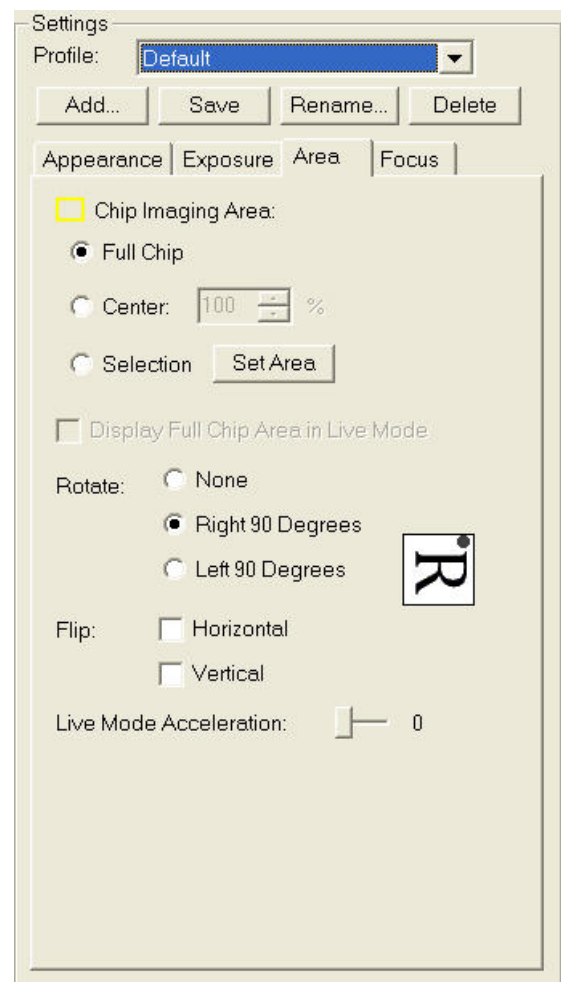 Settings
Profile: Default
Add... Save Rename... Delete
Appearance Exposure Area Focus
Chip Imaging Area:
Full Chip
Center: 100 %
Selection Set Area
Display Full Chip Area in Live Mode
Rotate: None
Right 90 Degrees
Left 90 Degrees
R
Flip: Horizontal
Vertical
Live Mode Acceleration: 0